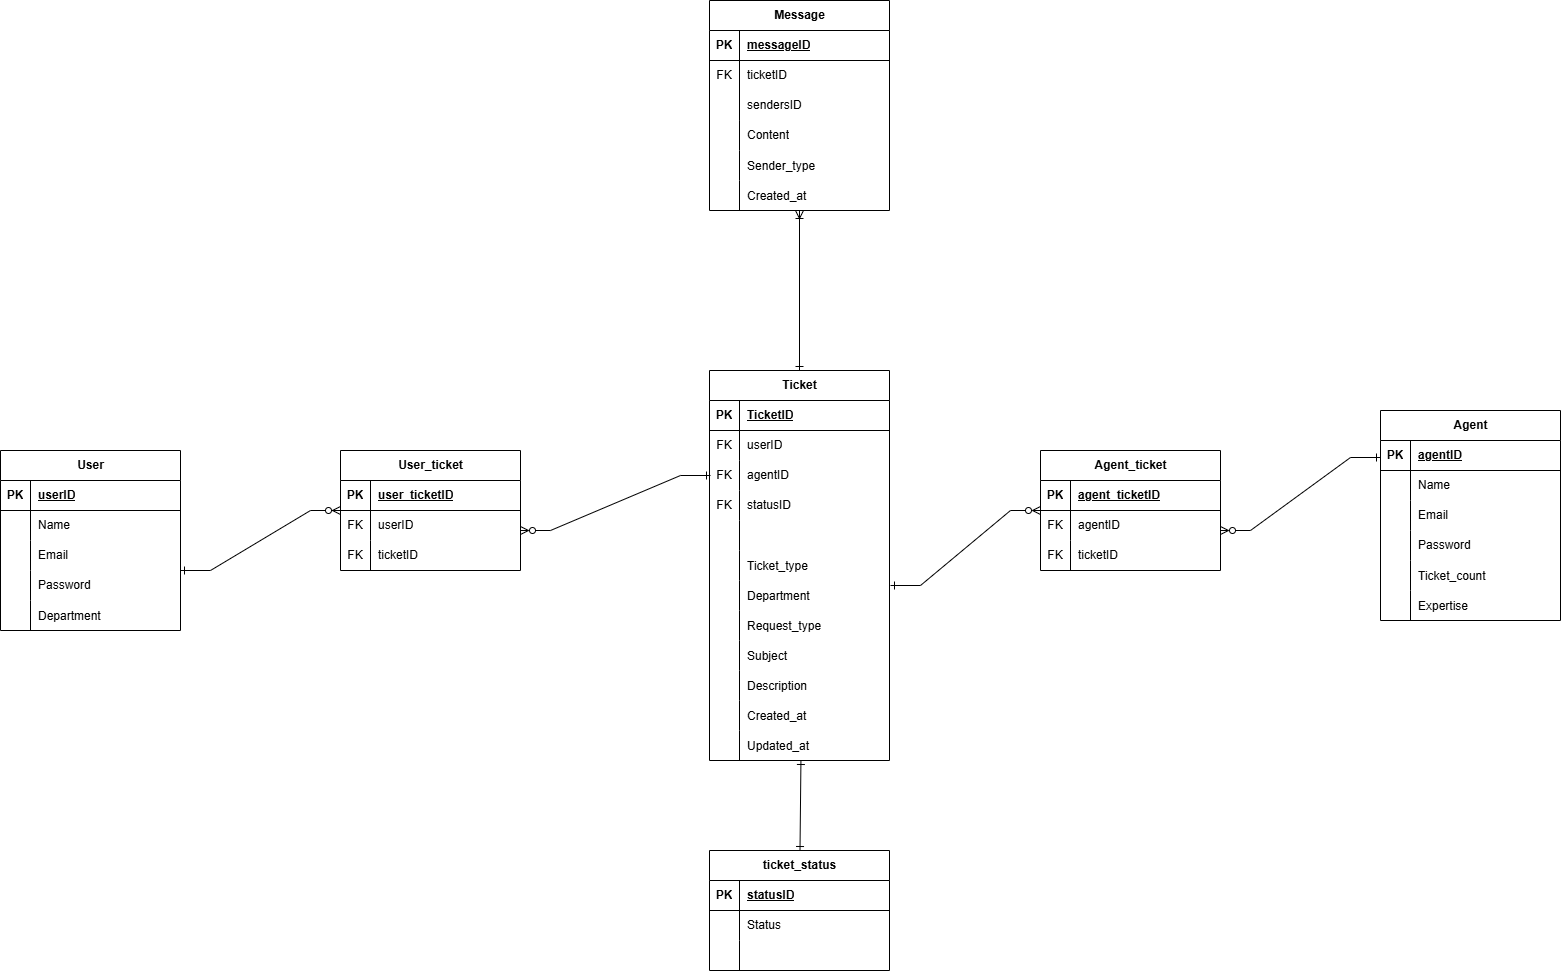 Message
PK messageID
FK ticketID
sendersID
Content
Sender_type
Created_at
User
PK userID
Name
Email
Password
Department
User_ticket
PK user_ticketID
FK userID
FK ticketID
Ticket
PK TicketID
FK userID
FK agentID
FK statusID
Ticket_type
Department
Request_type
Subject
Description
Created_at
Updated_at
Agent_ticket
PK agent_ticketID
FK agentID
FK ticketID
Agent
PK agentID
Name
Email
Password
Ticket_count
Expertise
ticket_status
PK statusID
Status